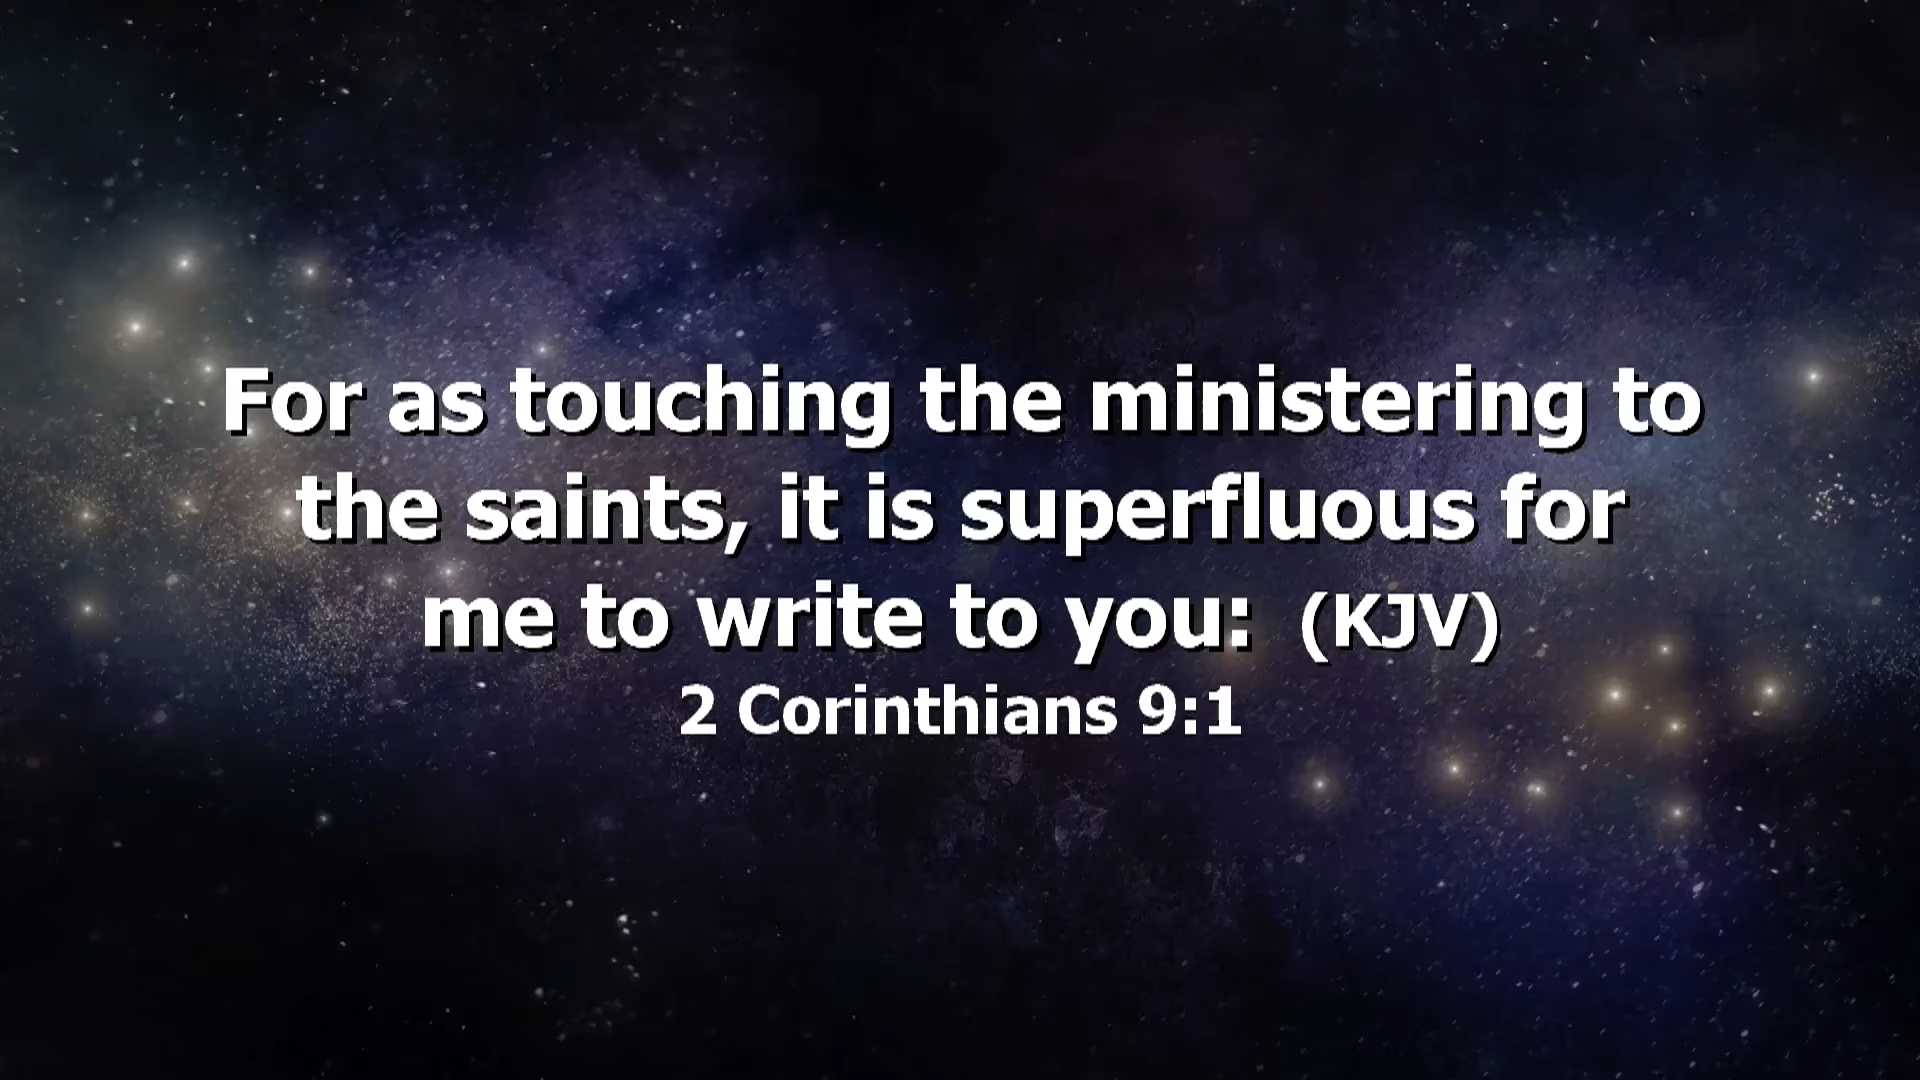 For as touching the ministering to
the saints, it is superfluous for
me to write to you: (KJV)
2 Corinthians 9:1